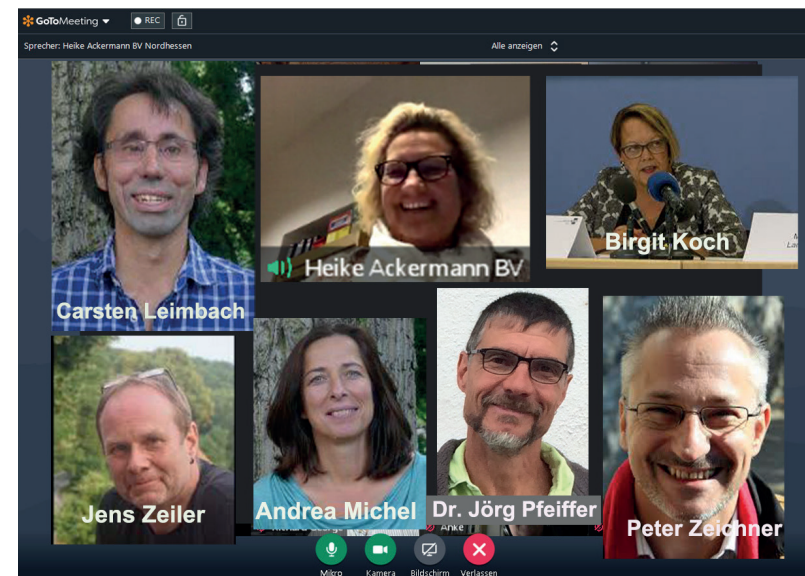 GoToMeeting
REC
Sprecher: Heike Ackermann BV Nordhessen
Alle anzeigen
Carsten Leimbach
Heike Ackermann BV
Birgit Koch
Jens Zeiler
Andrea Michel
Dr. Jörg Pfeiffer
Peter Zeichner
Anke
Mikro
Kamera
Bildschirm
Verlassen